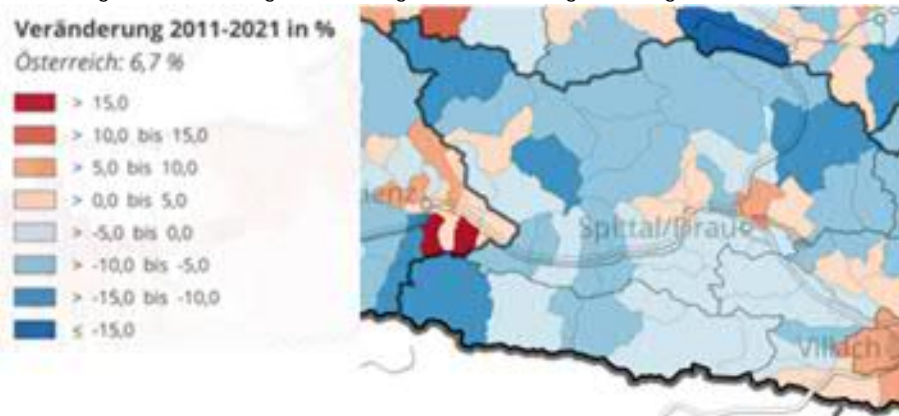 Veränderung 2011-2021 in %
Österreich: 6,7 %
> 15,0
> 10,0 bis 15,0
> 5,0 bis 10,0
> 0,0 bis 5,0
> -5,0 bis 0,0
> -10,0 bis -5,0
> -15,0 bis -10,0
≤ -15,0
ienz
Spittal/Drau
Villach